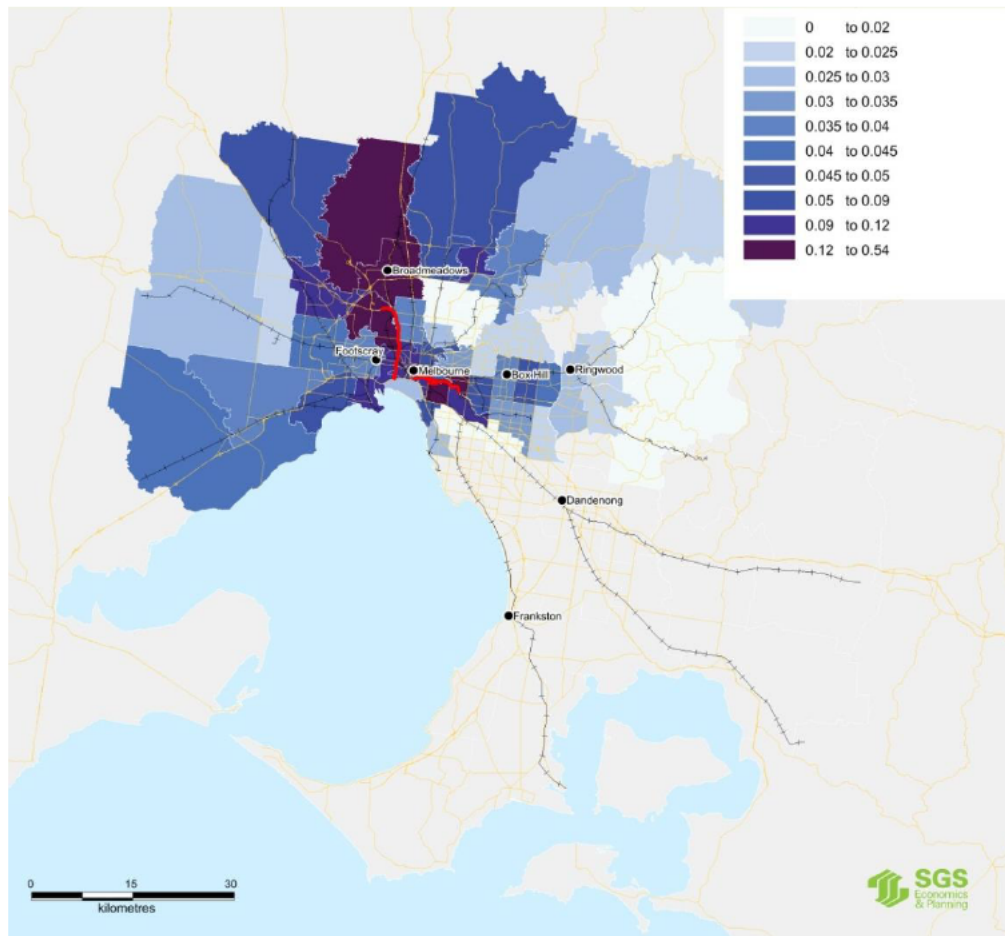 0 to 0.02
0.02 to 0.025
0.025 to 0.03
0.03 to 0.035
0.035 to 0.04
0.04 to 0.045
0.045 to 0.05
0.05 to 0.09
0.09 to 0.12
0.12 to 0.54
Broadmeadows
Footscray
Melbourne
Box Hill
Ringwood
Dandenong
Frankston
0 15 30
kilometres
SGS
Economics
& Planning